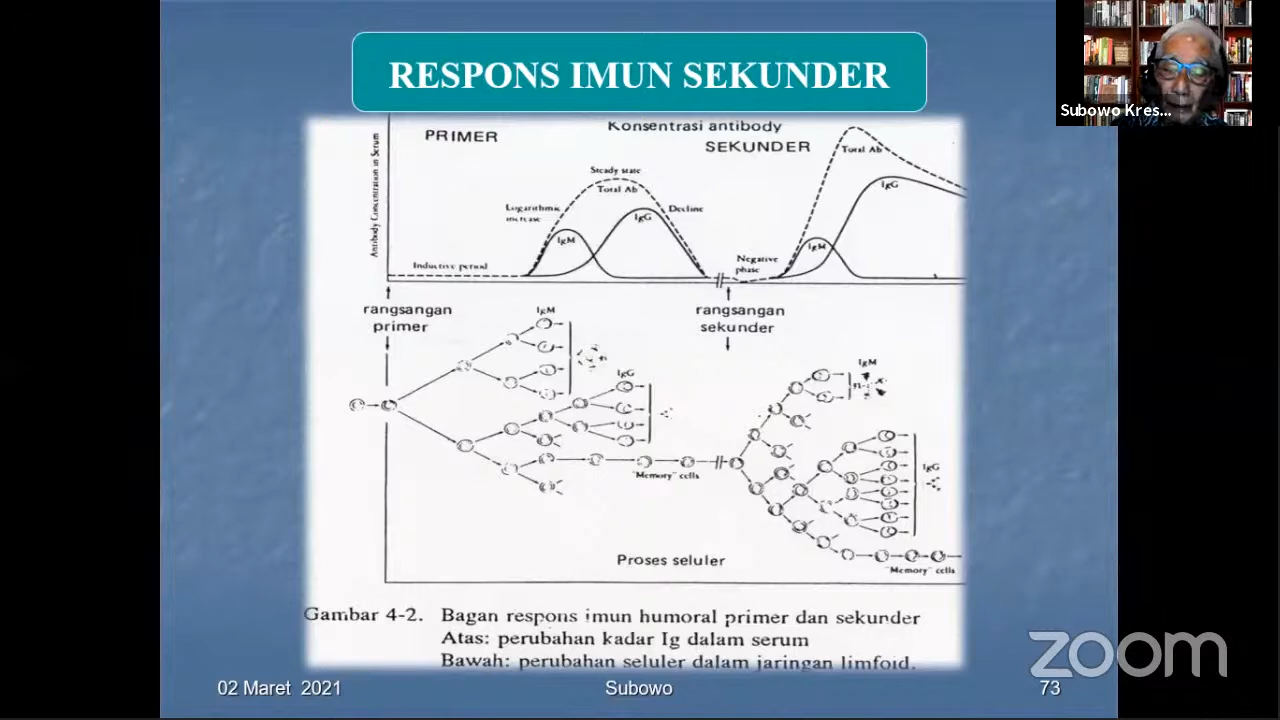 RESPONS IMUN SEKUNDER
Subowo Kres...
Konsentrasi antibody
PRIMER
SEKUNDER
Antibody Concentration in Serum
Steady state
Total Ab
Logarithmic
increase
IgM
IgG
Decline
Inductive period
Negative
phase
Total Ab
IgG
IgM
rangsangan
primer
rangsangan
sekunder
IgM
IgG
"Memory" cells
IgM
IgG
"Memory" cells
Proses seluler
Gambar 4-2. Bagan respons imun humoral primer dan sekunder
Atas: perubahan kadar Ig dalam serum
Bawah: perubahan seluler dalam jaringan limfoid.
zoom
02 Maret 2021
Subowo
73